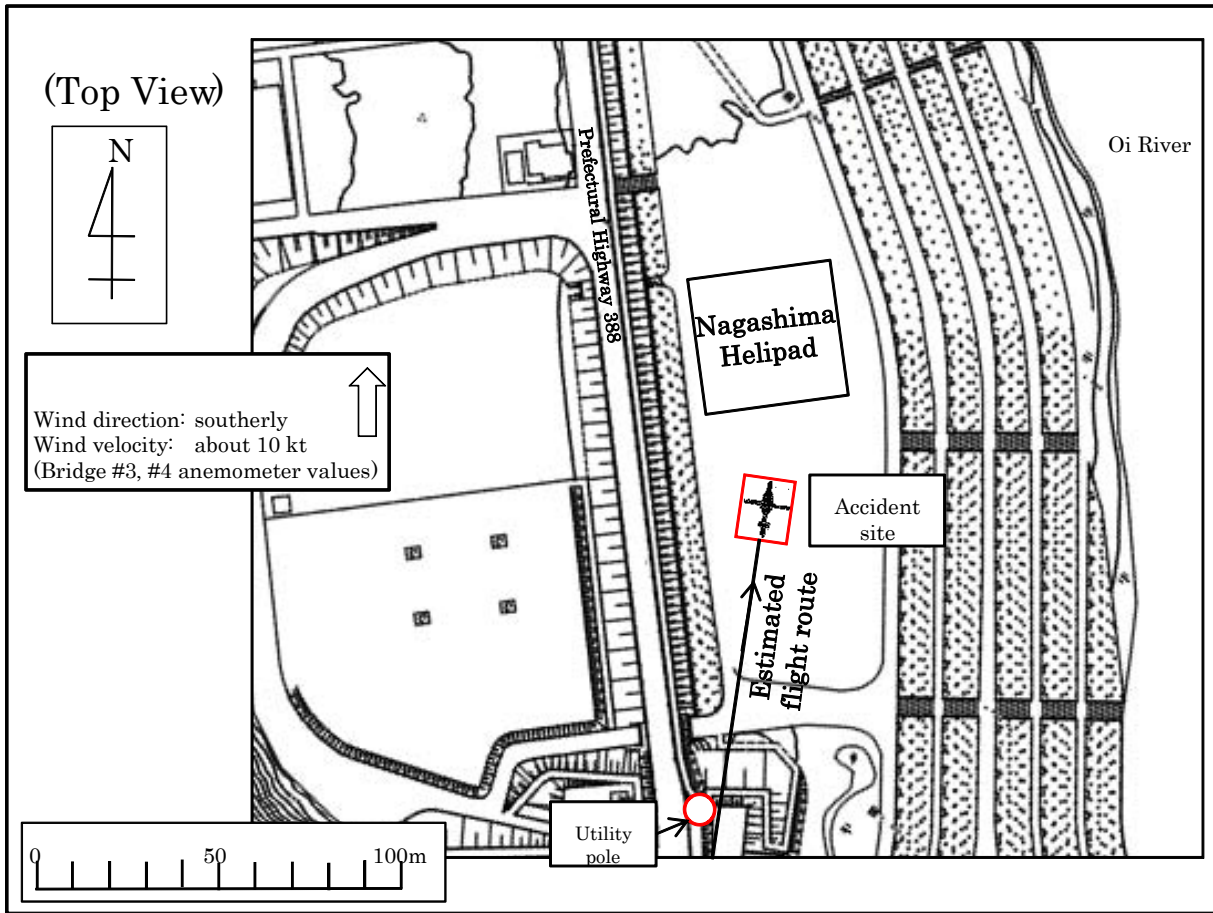 (Top View)
N
Oi River
Prefectural Highway 388
Nagashima
Helipad
Wind direction: southerly
Wind velocity: about 10 kt
(Bridge #3, #4 anemometer values)
Accident
site
Estimated
flight route
Utility
pole
0 50 100m